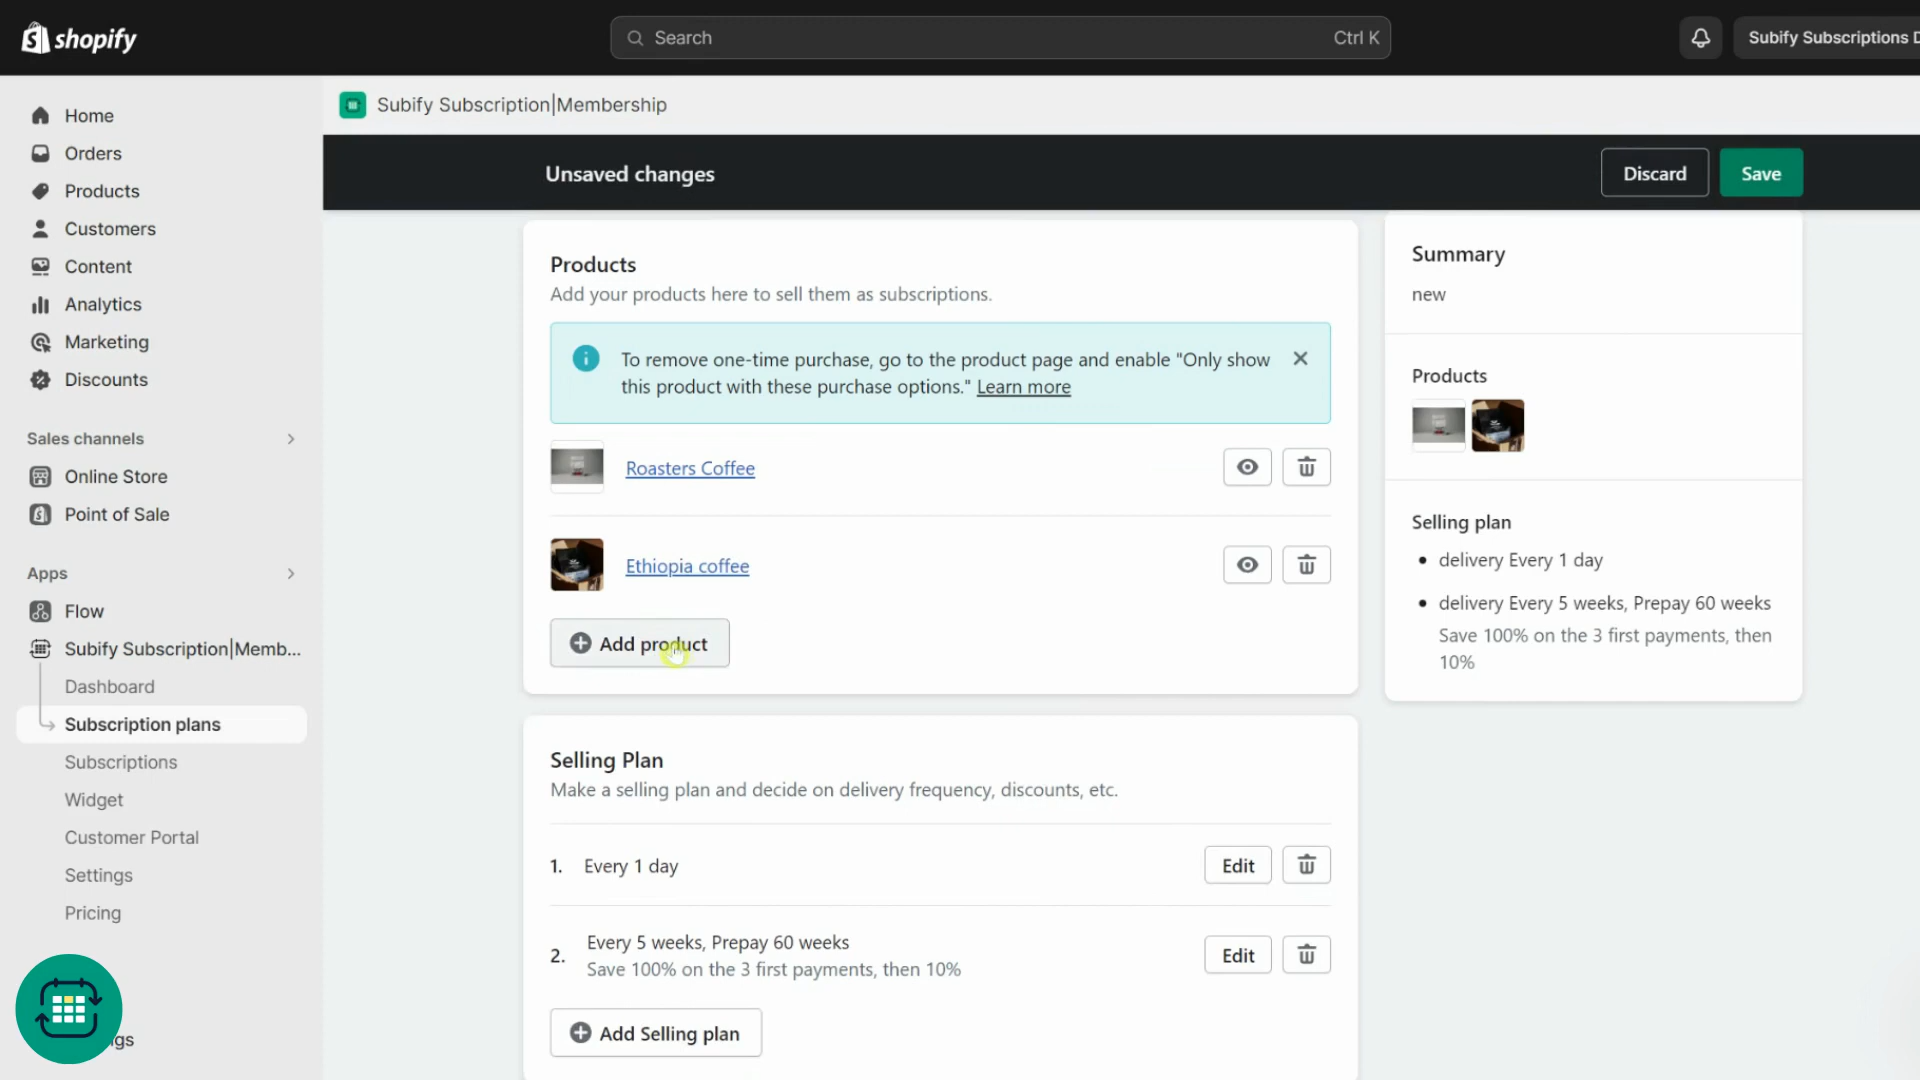 shopify
Search
Ctrl K
Subify Subscriptions D
Home
Orders
Products
Customers
Content
Analytics
Marketing
Discounts
Sales channels
Online Store
Point of Sale
Apps
Flow
Subify Subscription|Memb...
Dashboard
Subscription plans
Subscriptions
Widget
Customer Portal
Settings
Pricing
ngs
Subify Subscription|Membership
Unsaved changes
Discard
Save
Products
Add your products here to sell them as subscriptions.
To remove one-time purchase, go to the product page and enable "Only show
this product with these purchase options." Learn more
Roasters Coffee
Ethiopia coffee
Add product
Selling Plan
Make a selling plan and decide on delivery frequency, discounts, etc.
1. Every 1 day
Edit
2. Every 5 weeks, Prepay 60 weeks
Save 100% on the 3 first payments, then 10%
Edit
Add Selling plan
Summary
new
Products
Selling plan
• delivery Every 1 day
• delivery Every 5 weeks, Prepay 60 weeks
Save 100% on the 3 first payments, then
10%